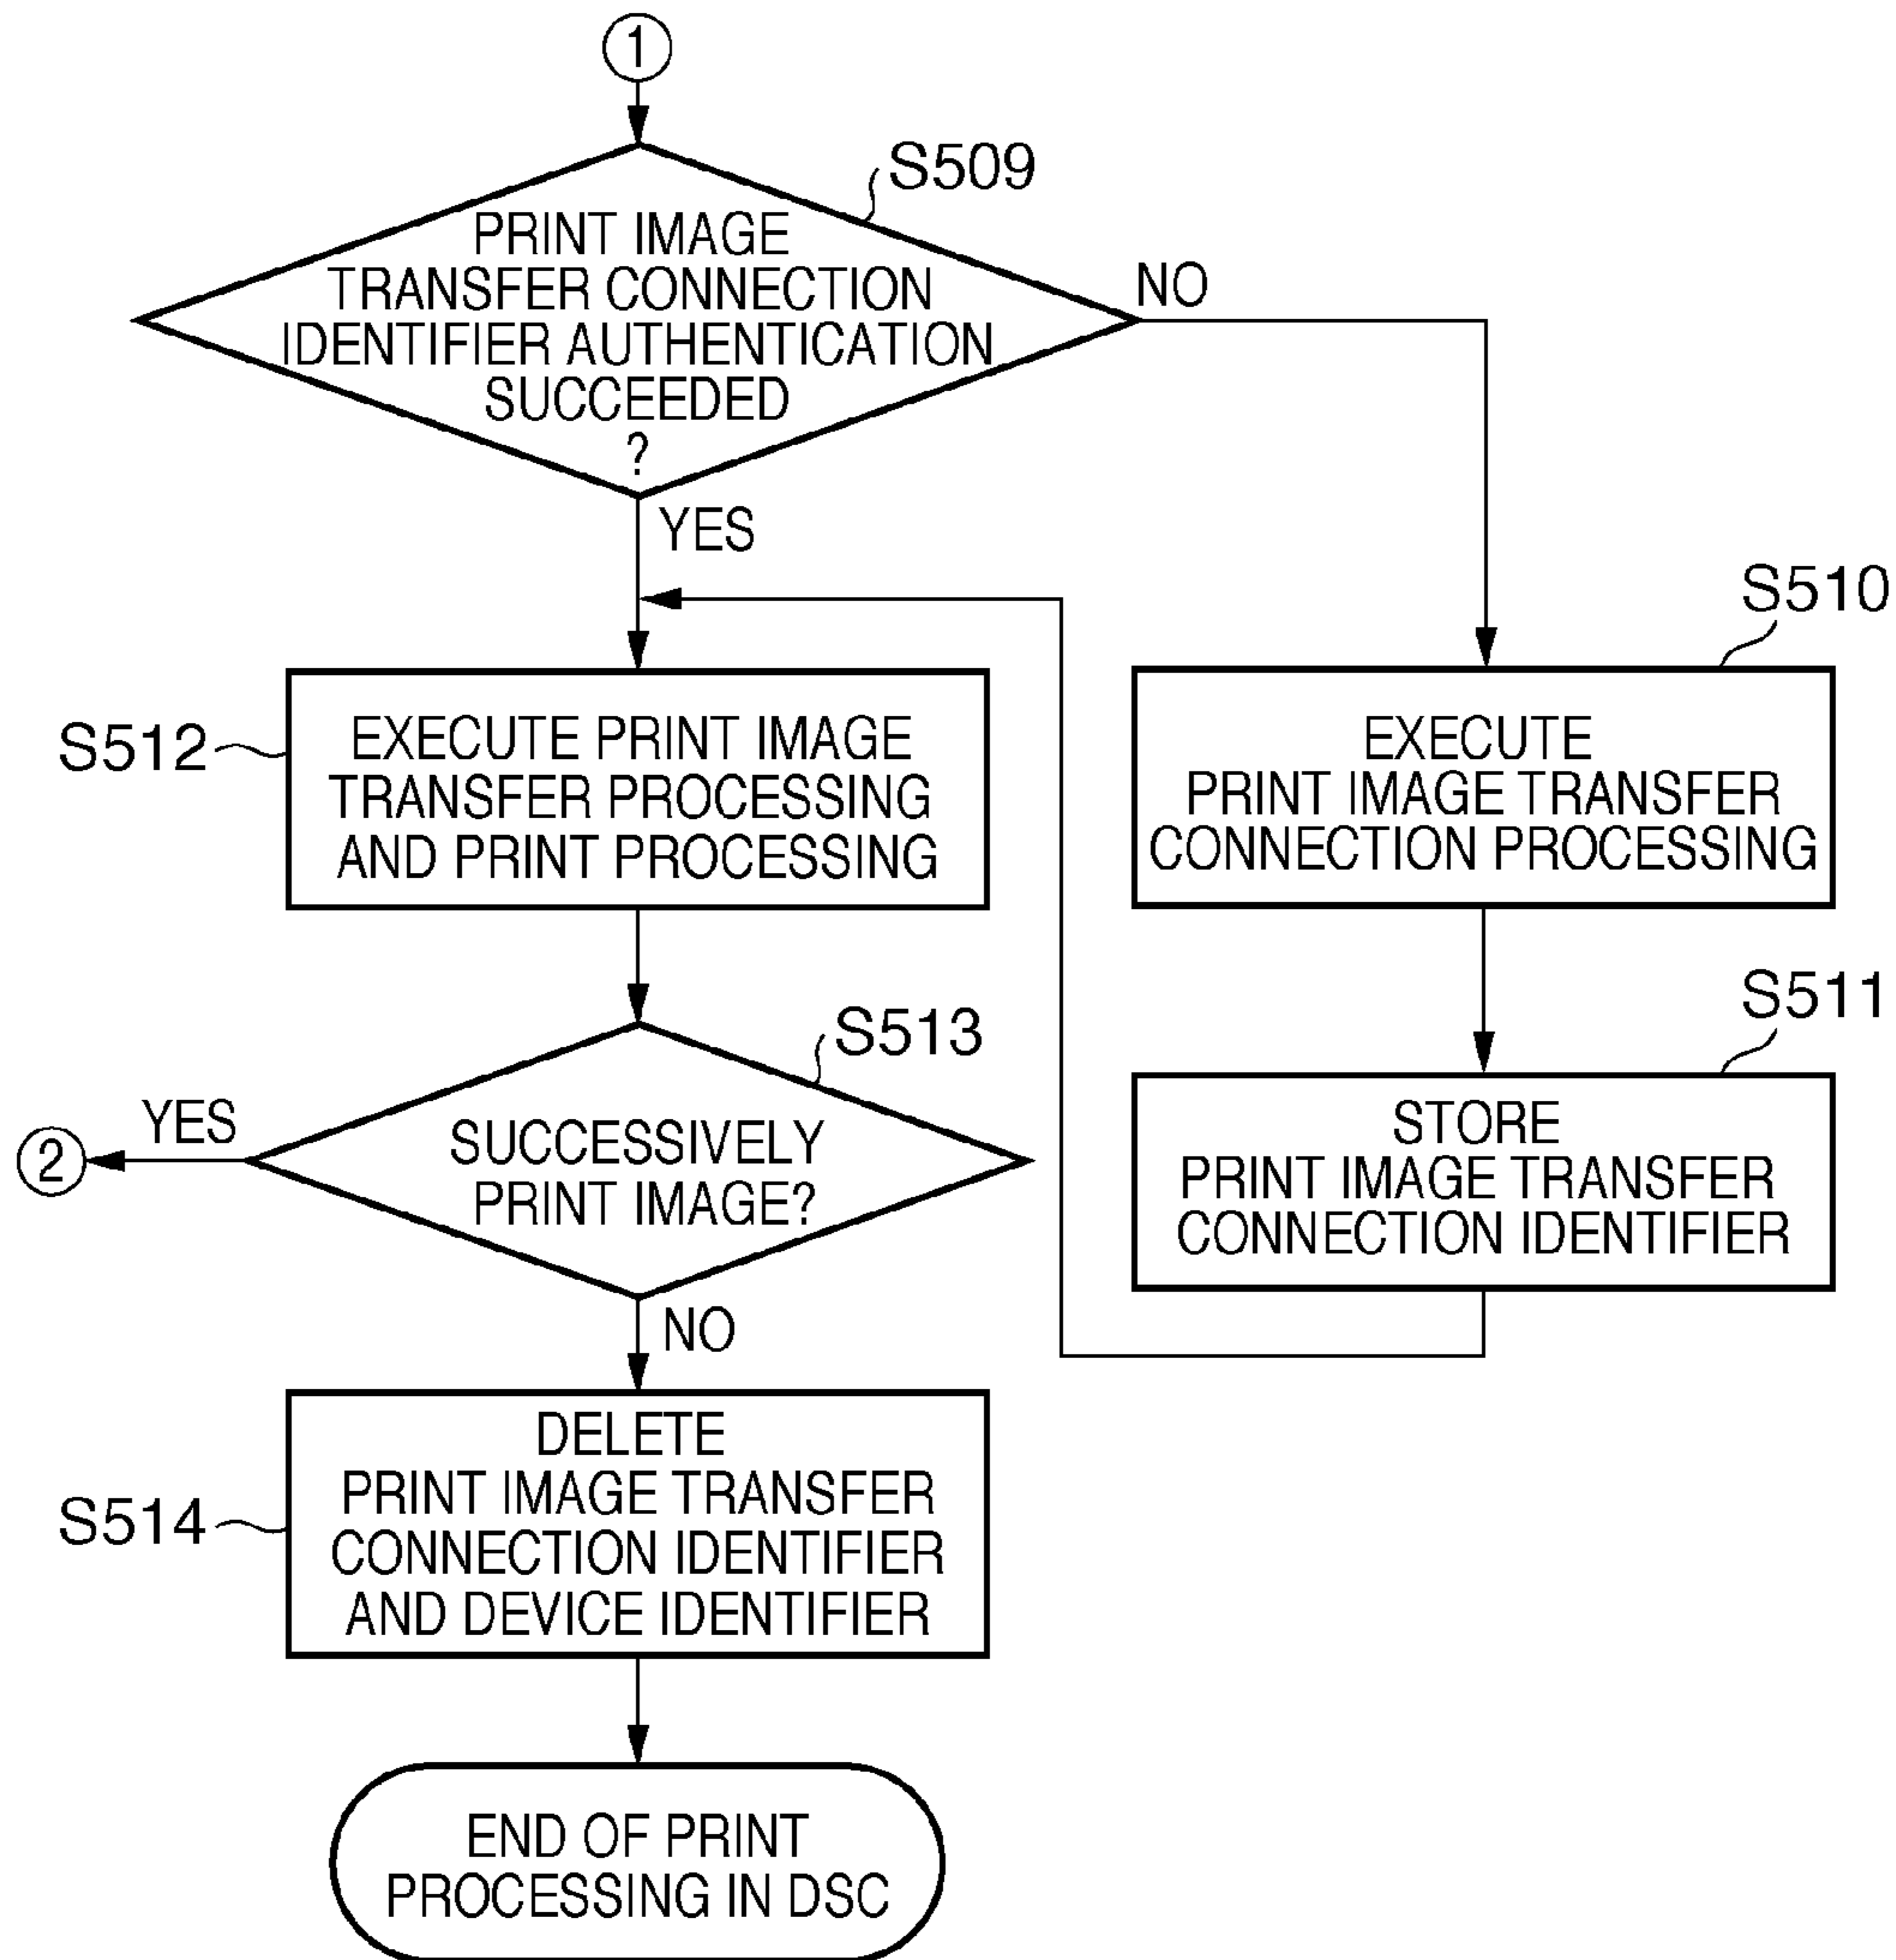 1
S509
PRINT IMAGE
TRANSFER CONNECTION
IDENTIFIER AUTHENTICATION
SUCCEEDED
?
NO
YES
S510
EXECUTE
PRINT IMAGE TRANSFER
CONNECTION PROCESSING
S512
EXECUTE PRINT IMAGE
TRANSFER PROCESSING
AND PRINT PROCESSING
S511
STORE
PRINT IMAGE TRANSFER
CONNECTION IDENTIFIER
S513
SUCCESSIVELY
PRINT IMAGE?
YES
2
NO
S514
DELETE
PRINT IMAGE TRANSFER
CONNECTION IDENTIFIER
AND DEVICE IDENTIFIER
END OF PRINT
PROCESSING IN DSC